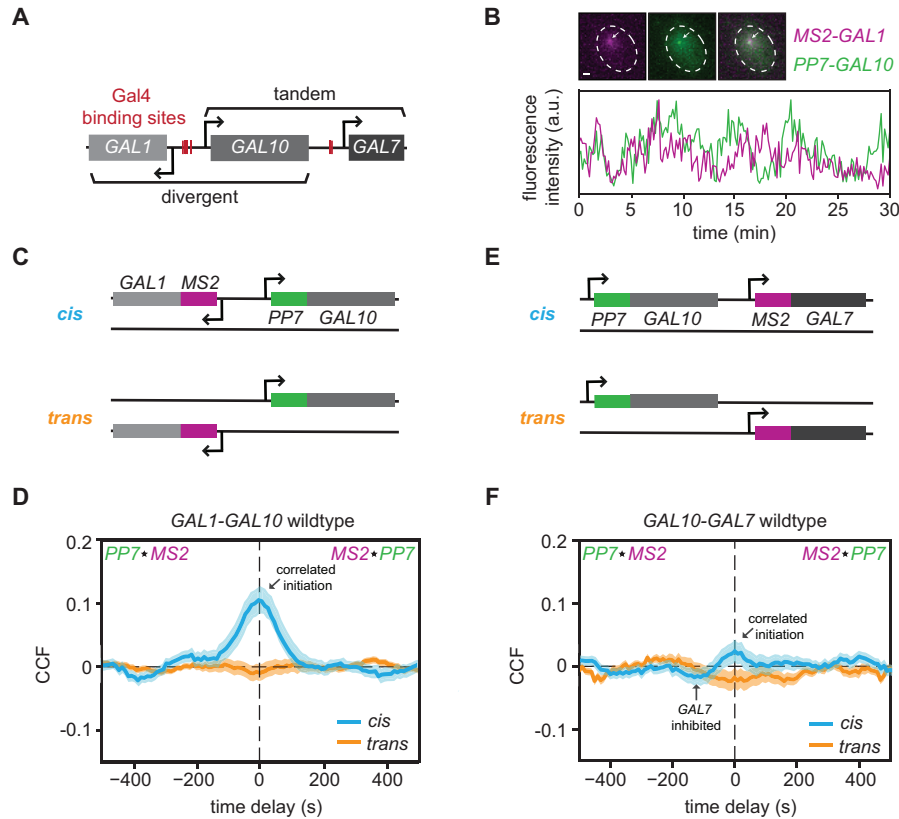 A
Gal4
binding sites
tandem
GAL1
GAL10
GAL7
divergent
B
MS2-GAL1
PP7-GAL10
fluorescence
intensity (a.u.)
0 5 10 15 20 25 30
time (min)
C
GAL1 MS2
cis
PP7 GAL10
trans
E
cis
PP7 GAL10 MS2 GAL7
trans
D
GAL1-GAL10 wildtype
0.2
PP7★MS2 MS2★PP7
correlated
initiation
0.1
CCF
0
-0.1
cis
trans
−400 −200 0 200 400
time delay (s)
F
GAL10-GAL7 wildtype
0.2
PP7★MS2 MS2★PP7
0.1
correlated
initiation
CCF
0
GAL7
inhibited
-0.1
cis
trans
−400 −200 0 200 400
time delay (s)